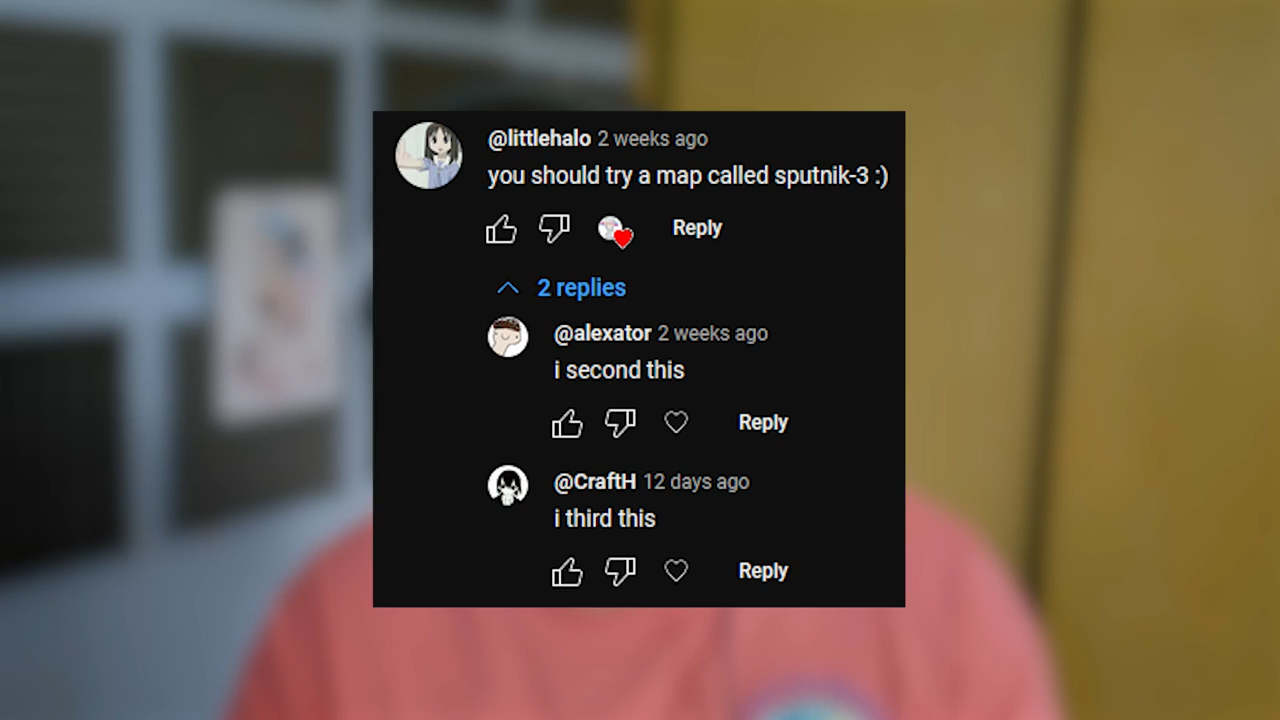 @littlehalo 2 weeks ago
you should try a map called sputnik-3 :)
Reply
2 replies
@alexator 2 weeks ago
i second this
Reply
@CraftH 12 days ago
i third this
Reply